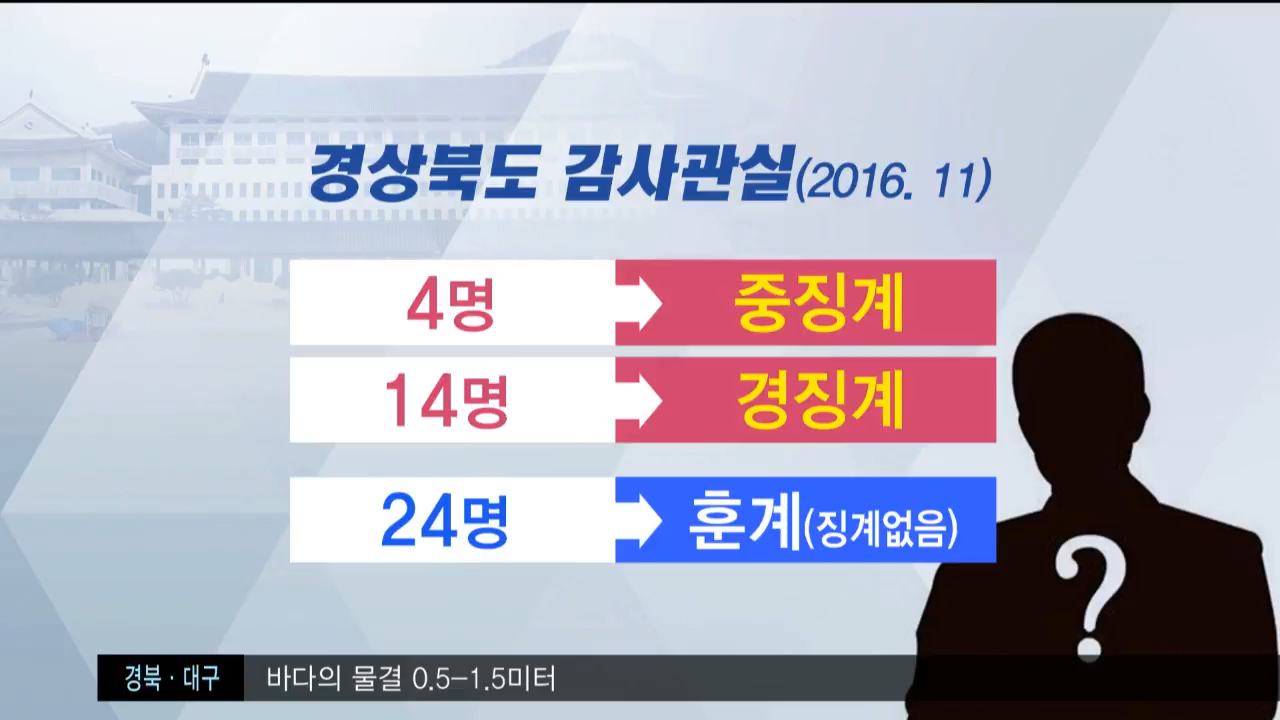 경상북도 감사관실(2016. 11)
4명 중징계
14명 경징계
24명 훈계(징계없음)
?
경북·대구 바다의 물결 0.5-1.5미터